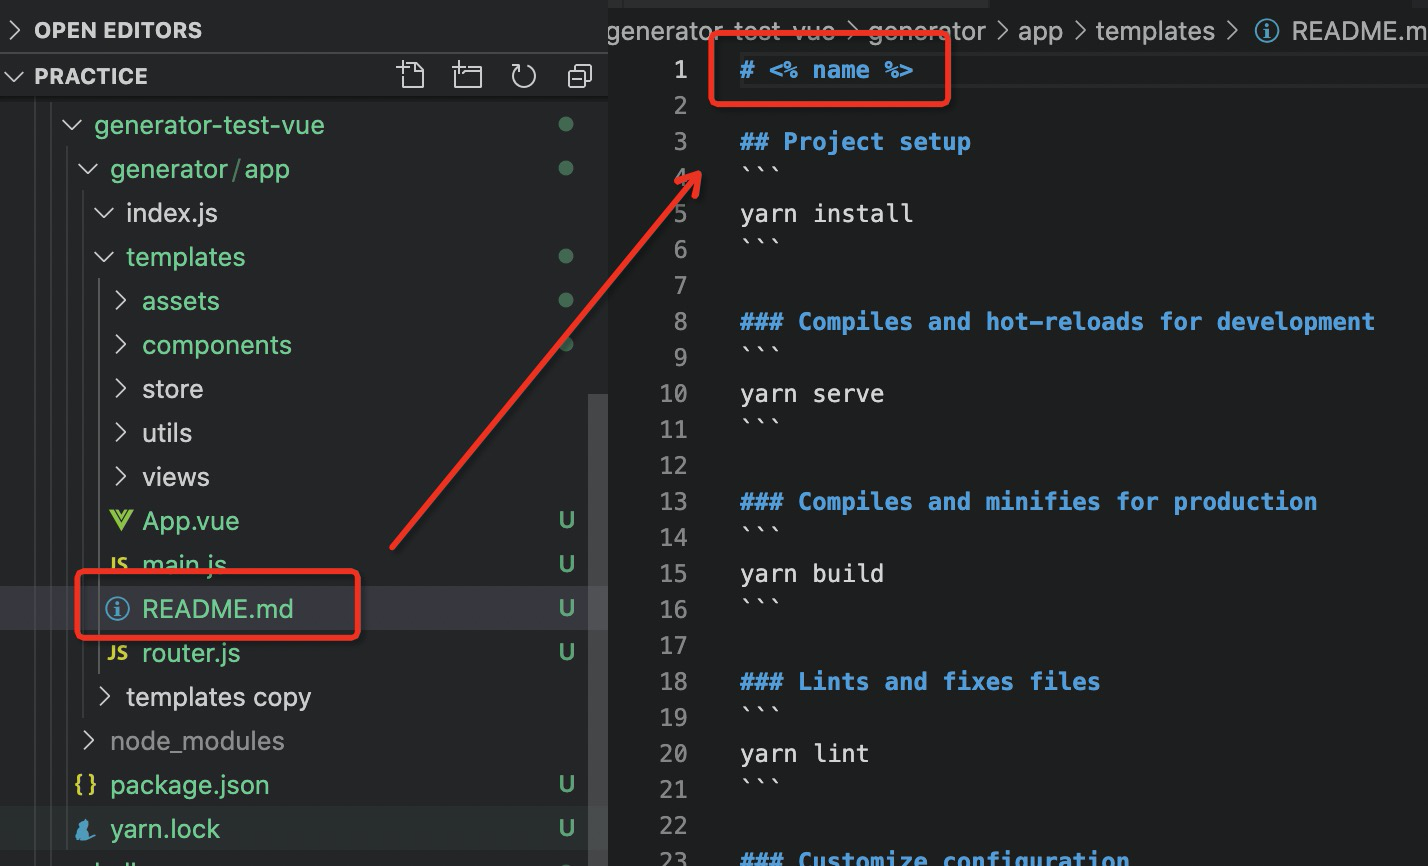 OPEN EDITORS
PRACTICE
generator-test-vue
generator/app
index.js
templates
assets
components
store
utils
views
App.vue U
JS main.js U
README.md U
JS router.js U
templates copy
node_modules
{} package.json U
yarn.lock U
generator-test-vue > generator > app > templates > README.m
1 # <% name %>
2
3 ## Project setup
4 ```
5 yarn install
6 ```
7
8 ### Compiles and hot-reloads for development
9 ```
10 yarn serve
11 ```
12
13 ### Compiles and minifies for production
14 ```
15 yarn build
16 ```
17
18 ### Lints and fixes files
19 ```
20 yarn lint
21 ```
22
23 ### Customize configuration